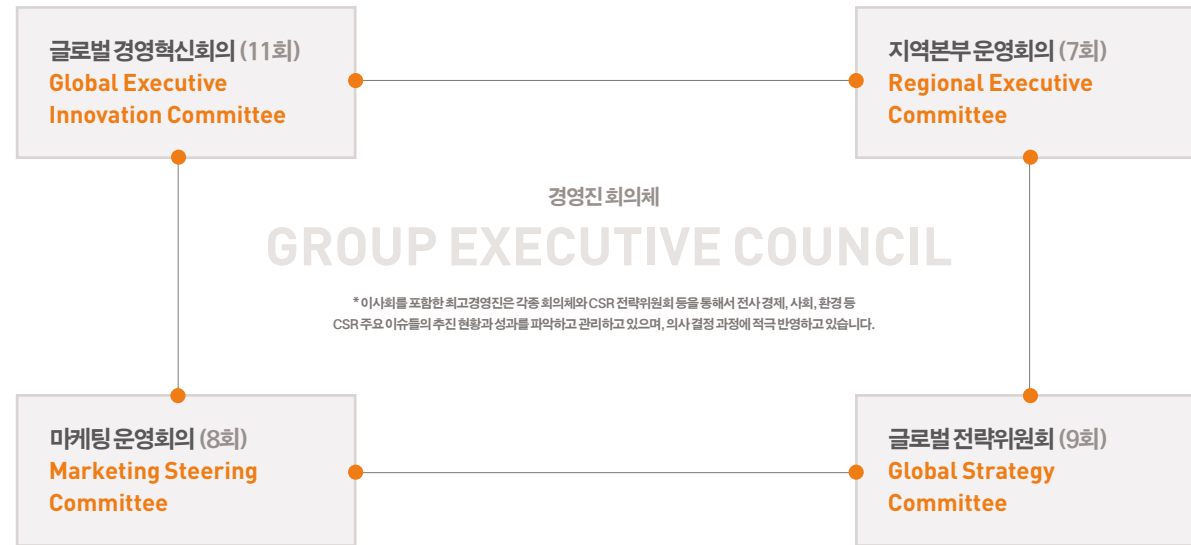 글로벌 경영혁신회의 (11회)
Global Executive
Innovation Committee
지역본부 운영회의 (7회)
Regional Executive
Committee
경영진 회의체
GROUP EXECUTIVE COUNCIL
* 이사회를 포함한 최고경영진은 각종 회의체와 CSR 전략위원회 등을 통해서 전사 경제, 사회, 환경 등
CSR 주요 이슈들의 추진 현황과 성과를 파악하고 관리하고 있으며, 의사 결정 과정에 적극 반영하고 있습니다.
마케팅 운영회의 (8회)
Marketing Steering
Committee
글로벌 전략위원회 (9회)
Global Strategy
Committee